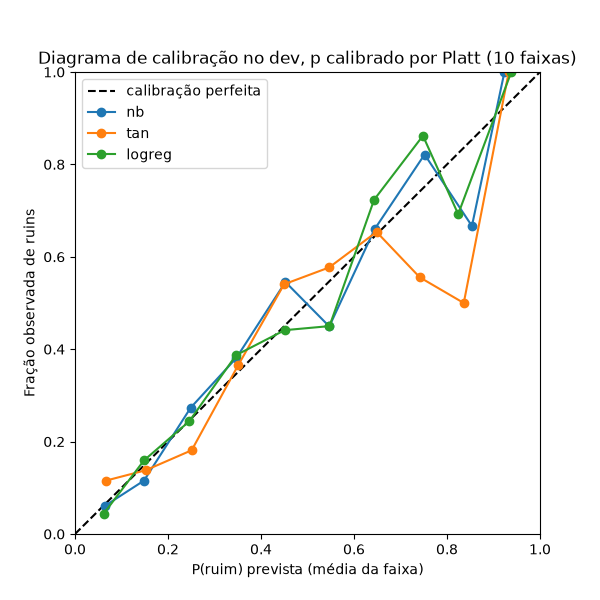 Diagrama de calibração no dev, p calibrado por Platt (10 faixas)
calibração perfeita
nb
tan
logreg
Fração observada de ruins
1.0
0.8
0.6
0.4
0.2
0.0
0.0 0.2 0.4 0.6 0.8 1.0
P(ruim) prevista (média da faixa)